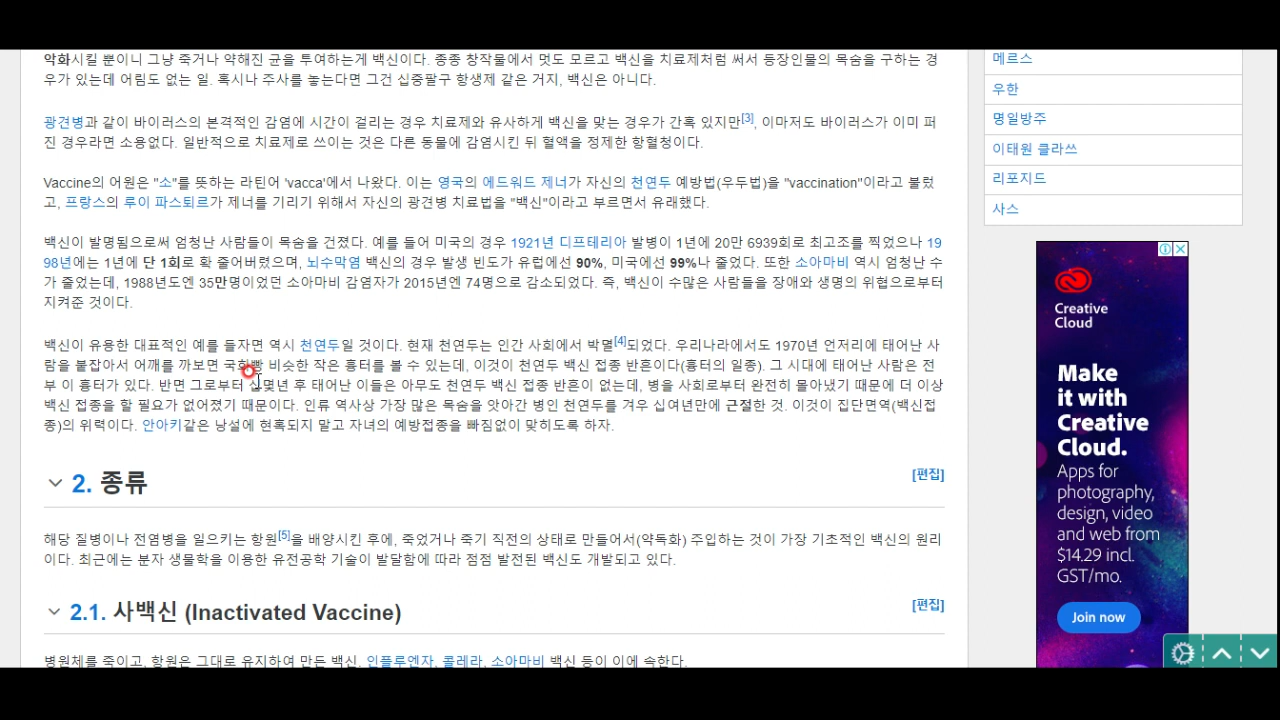 악화시킬 뿐이니 그냥 죽거나 약해진 균을 투여하는게 백신이다. 종종 창작물에서 멋도 모르고 백신을 치료제처럼 써서 등장인물의 목숨을 구하는 경
우가 있는데 어림도 없는 일. 혹시나 주사를 놓는다면 그건 십중팔구 항생제 같은 거지, 백신은 아니다.
광견병과 같이 바이러스의 본격적인 감염에 시간이 걸리는 경우 치료제와 유사하게 백신을 맞는 경우가 간혹 있지만[3], 이마저도 바이러스가 이미 퍼
진 경우라면 소용없다. 일반적으로 치료제로 쓰이는 것은 다른 동물에 감염시킨 뒤 혈액을 정제한 항혈청이다.
Vaccine의 어원은 "소"를 뜻하는 라틴어 'vacca'에서 나왔다. 이는 영국의 에드워드 제너가 자신의 천연두 예방법(우두법)을 "vaccination"이라고 불렀
고, 프랑스의 루이 파스퇴르가 제너를 기리기 위해서 자신의 광견병 치료법을 "백신"이라고 부르면서 유래했다.
백신이 발명됨으로써 엄청난 사람들이 목숨을 건졌다. 예를 들어 미국의 경우 1921년 디프테리아 발병이 1년에 20만 6939회로 최고조를 찍었으나 19
98년에는 1년에 단 1회로 확 줄어버렸으며, 뇌수막염 백신의 경우 발생 빈도가 유럽에선 90%, 미국에선 99%나 줄었다. 또한 소아마비 역시 엄청난 수
가 줄었는데, 1988년도엔 35만명이었던 소아마비 감염자가 2015년엔 74명으로 감소되었다. 즉, 백신이 수많은 사람들을 장애와 생명의 위협으로부터
지켜준 것이다.
백신이 유용한 대표적인 예를 들자면 역시 천연두일 것이다. 현재 천연두는 인간 사회에서 박멸[4]되었다. 우리나라에서도 1970년 언저리에 태어난 사
람을 붙잡아서 어깨를 까보면 국화빵 비슷한 작은 흉터를 볼 수 있는데, 이것이 천연두 백신 접종 반흔이다(흉터의 일종). 그 시대에 태어난 사람은 전
부 이 흉터가 있다. 반면 그로부터 십몇년 후 태어난 이들은 아무도 천연두 백신 접종 반흔이 없는데, 병을 사회로부터 완전히 몰아냈기 때문에 더 이상
백신 접종을 할 필요가 없어졌기 때문이다. 인류 역사상 가장 많은 목숨을 앗아간 병인 천연두를 겨우 십여년만에 근절한 것. 이것이 집단면역(백신접
종)의 위력이다. 안아키같은 낭설에 현혹되지 말고 자녀의 예방접종을 빠짐없이 맞히도록 하자.
2. 종류 [편집]
해당 질병이나 전염병을 일으키는 항원[5]을 배양시킨 후에, 죽었거나 죽기 직전의 상태로 만들어서(약독화) 주입하는 것이 가장 기초적인 백신의 원리
이다. 최근에는 분자 생물학을 이용한 유전공학 기술이 발달함에 따라 점점 발전된 백신도 개발되고 있다.
2.1. 사백신 (Inactivated Vaccine) [편집]
병원체를 죽이고, 항원은 그대로 유지하여 만든 백신. 인플루엔자, 콜레라, 소아마비 백신 등이 이에 속한다.
메르스
우한
명일방주
이태원 클라쓰
리포지드
사스
Creative
Cloud
Make
it with
Creative
Cloud.
Apps for
photography,
design, video
and web from
$14.29 incl.
GST/mo.
Join now